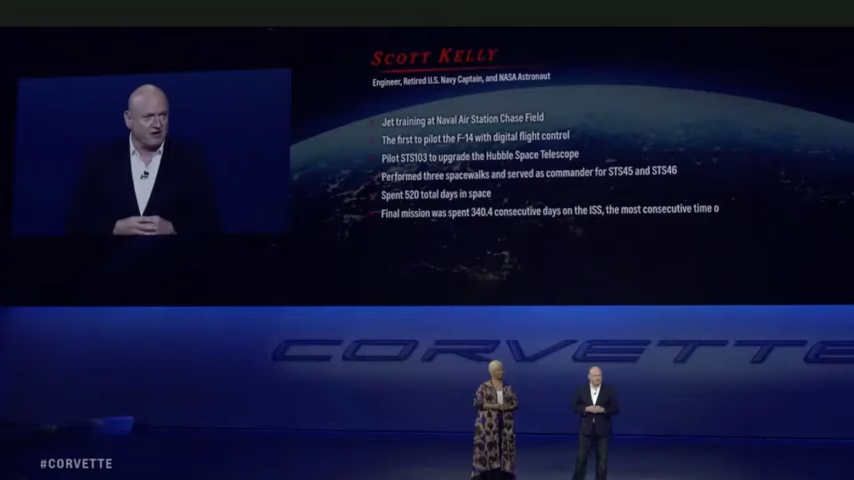 SCOTT KELLY
Engineer, Retired U.S. Navy Captain, and NASA Astronaut
Jet training at Naval Air Station Chase Field
The first to pilot the F-14 with digital flight control
Pilot STS103 to upgrade the Hubble Space Telescope
Performed three spacewalks and served as commander for STS45 and STS46
Spent 520 total days in space
Final mission was spent 340.4 consecutive days on the ISS, the most consecutive time o
CORVETTE
#CORVETTE